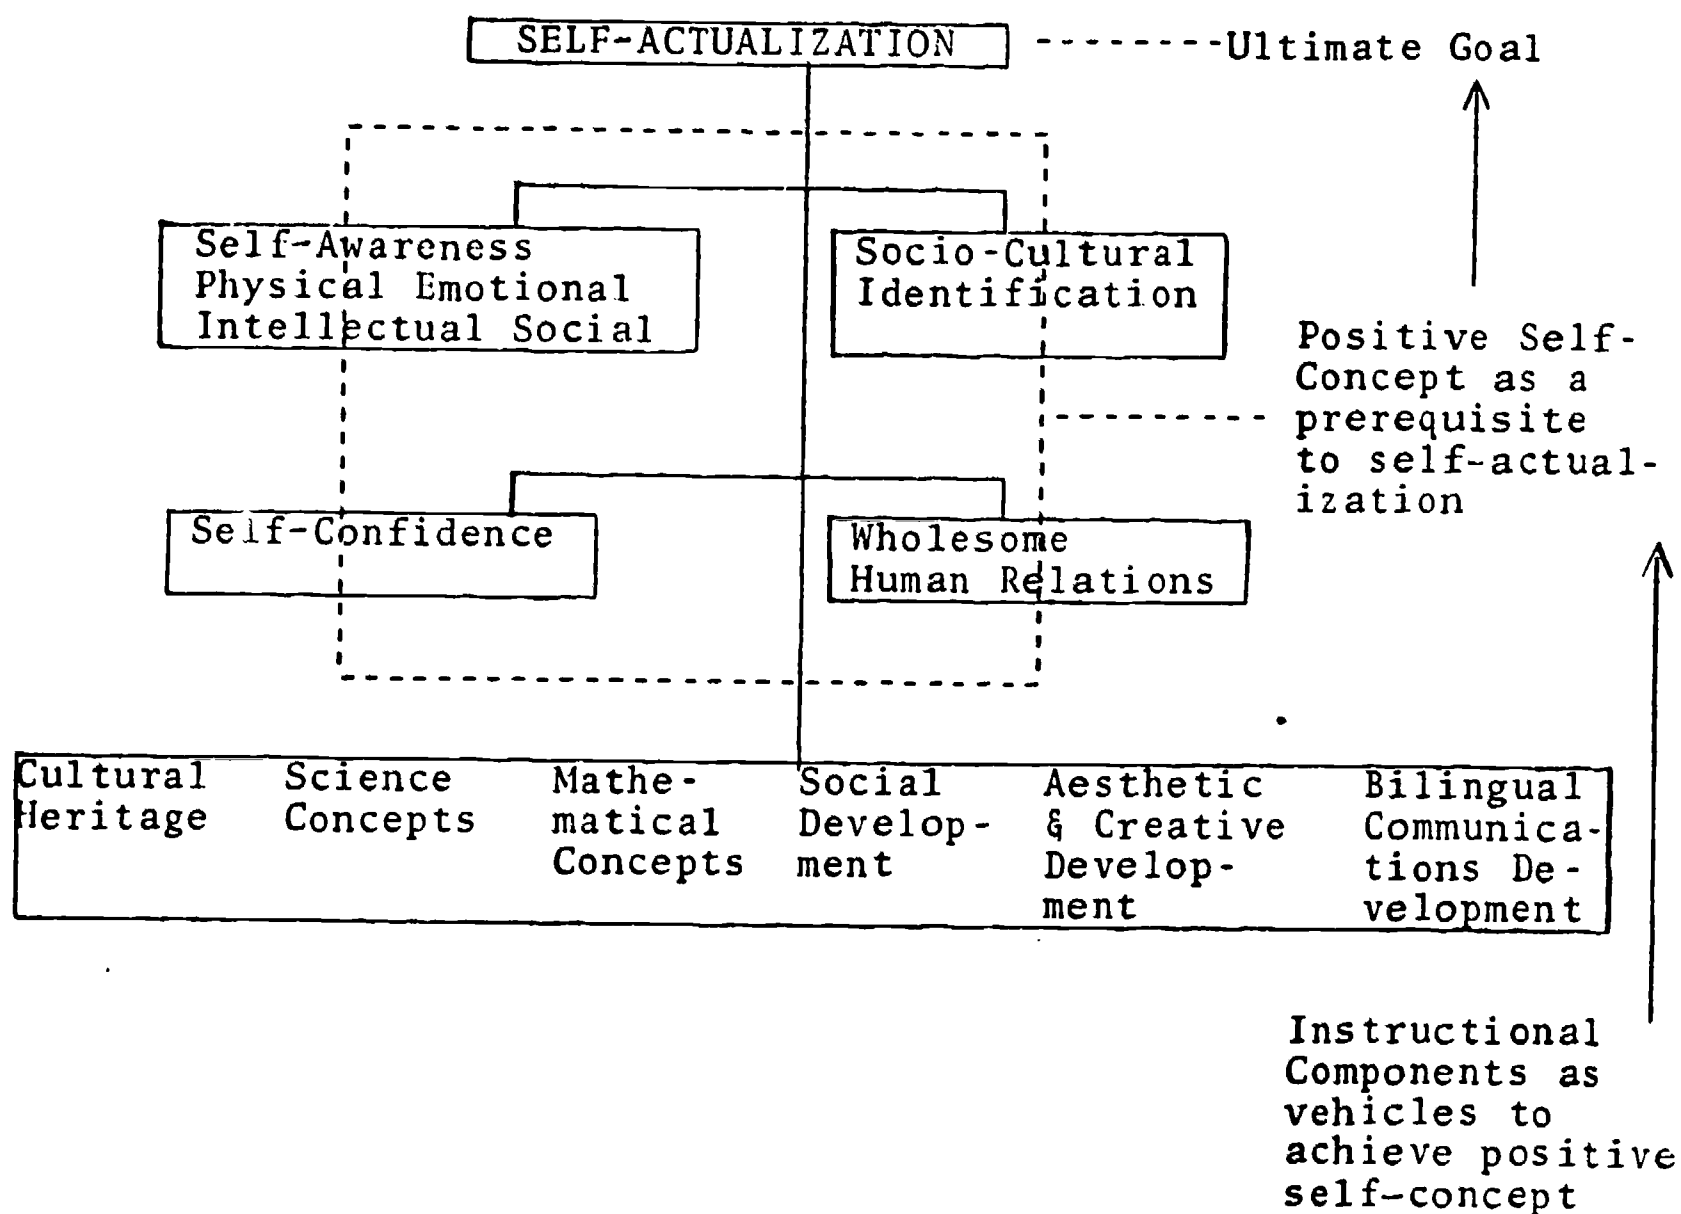 SELF-ACTUALIZATION
Ultimate Goal
Self-Awareness
Physical Emotional
Intellectual Social
Socio-Cultural
Identification
Positive Self-
Concept as a
prerequisite
to self-actual-
ization
Self-Confidence
Wholesome
Human Relations
Cultural
Heritage
Science
Concepts
Mathe-
matical
Concepts
Social
Develop-
ment
Aesthetic
& Creative
Develop-
ment
Bilingual
Communica-
tions De-
velopment
Instructional
Components as
vehicles to
achieve positive
self-concept